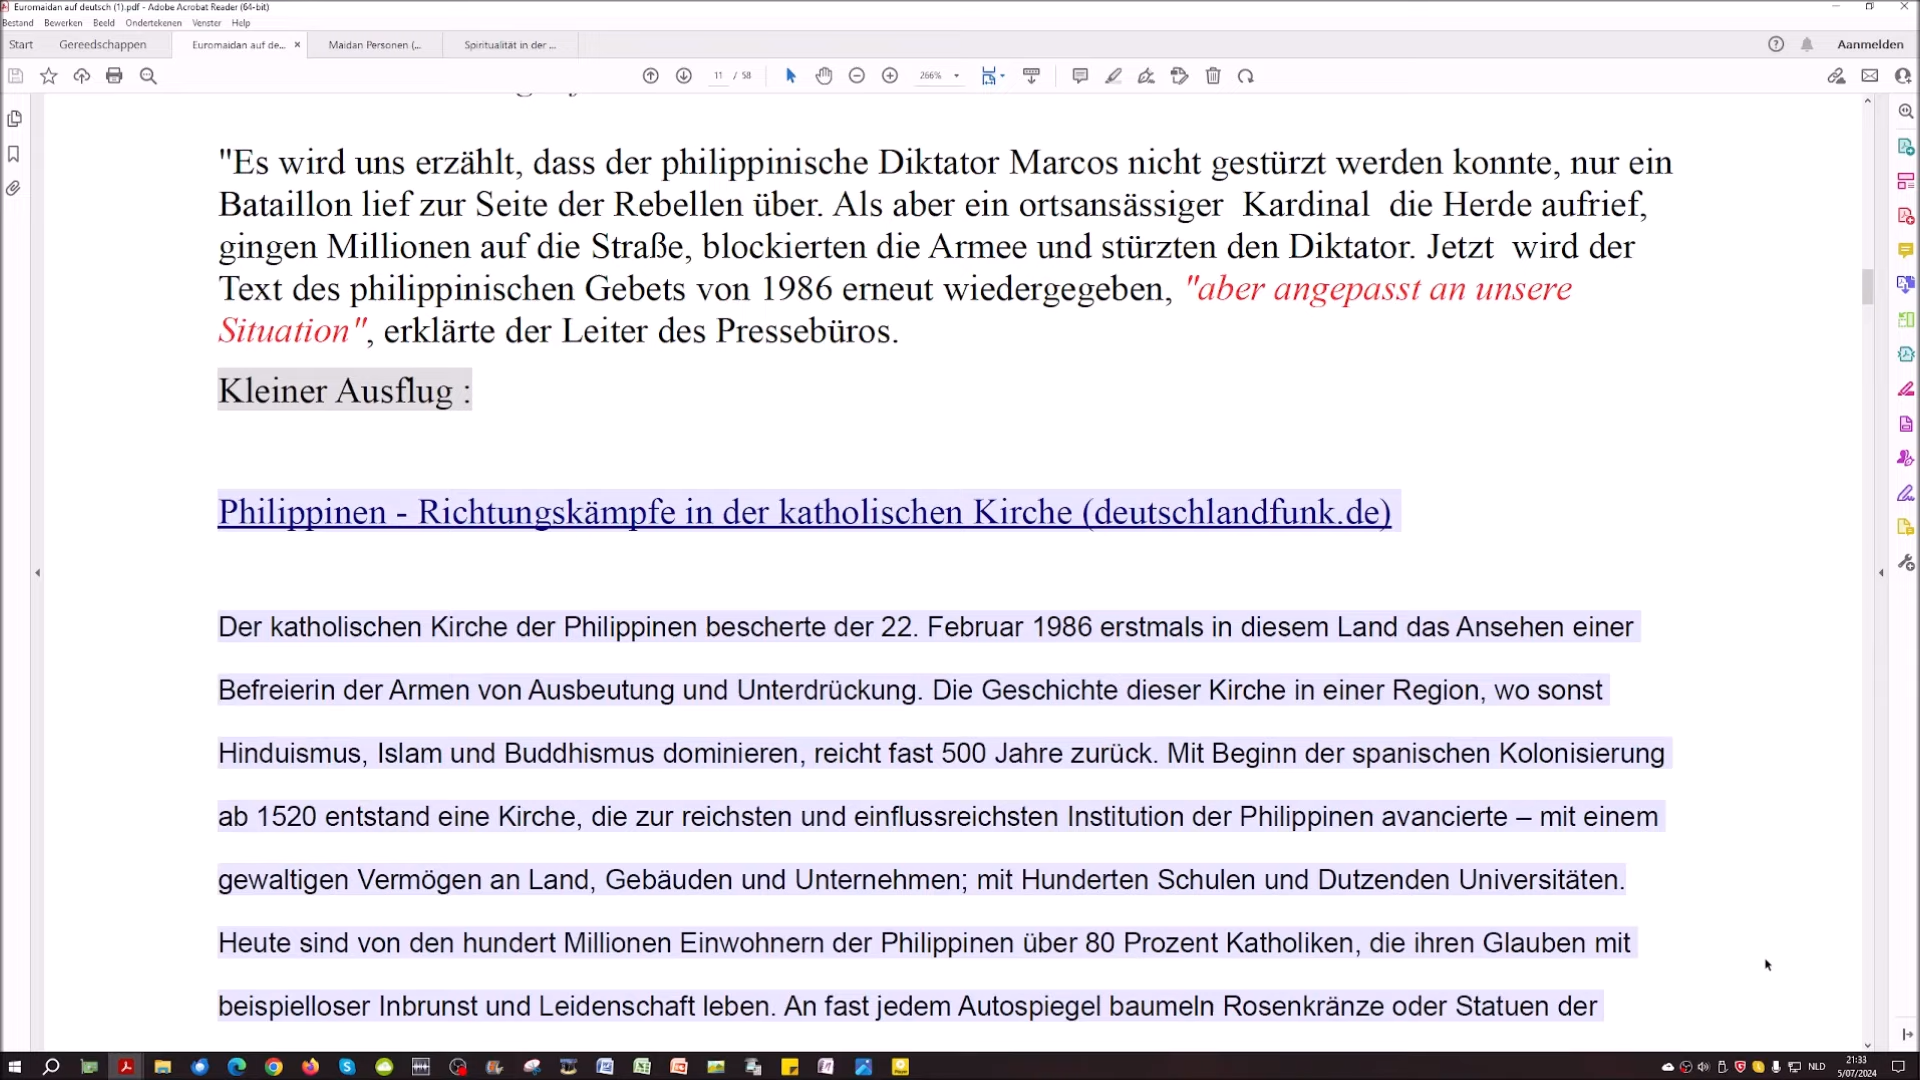 Euromaidan auf deutsch (1).pdf - Adobe Acrobat Reader (64-bit)
Bestand Bewerken Beeld Ondertekenen Venster Help
Start Gereedschappen Euromaidan auf de... × Maidan Personen (... Spiritualität in der ... Anmelden
11 / 58 266%
"Es wird uns erzählt, dass der philippinische Diktator Marcos nicht gestürzt werden konnte, nur ein
Bataillon lief zur Seite der Rebellen über. Als aber ein ortsansässiger Kardinal die Herde aufrief,
gingen Millionen auf die Straße, blockierten die Armee und stürzten den Diktator. Jetzt wird der
Text des philippinischen Gebets von 1986 erneut wiedergegeben, "aber angepasst an unsere
Situation", erklärte der Leiter des Pressebüros.
Kleiner Ausflug :
Philippinen - Richtungskämpfe in der katholischen Kirche (deutschlandfunk.de)
Der katholischen Kirche der Philippinen bescherte der 22. Februar 1986 erstmals in diesem Land das Ansehen einer
Befreierin der Armen von Ausbeutung und Unterdrückung. Die Geschichte dieser Kirche in einer Region, wo sonst
Hinduismus, Islam und Buddhismus dominieren, reicht fast 500 Jahre zurück. Mit Beginn der spanischen Kolonisierung
ab 1520 entstand eine Kirche, die zur reichsten und einflussreichsten Institution der Philippinen avancierte – mit einem
gewaltigen Vermögen an Land, Gebäuden und Unternehmen; mit Hunderten Schulen und Dutzenden Universitäten.
Heute sind von den hundert Millionen Einwohnern der Philippinen über 80 Prozent Katholiken, die ihren Glauben mit
beispielloser Inbrunst und Leidenschaft leben. An fast jedem Autospiegel baumeln Rosenkränze oder Statuen der
NLD
21:33
5/07/2024